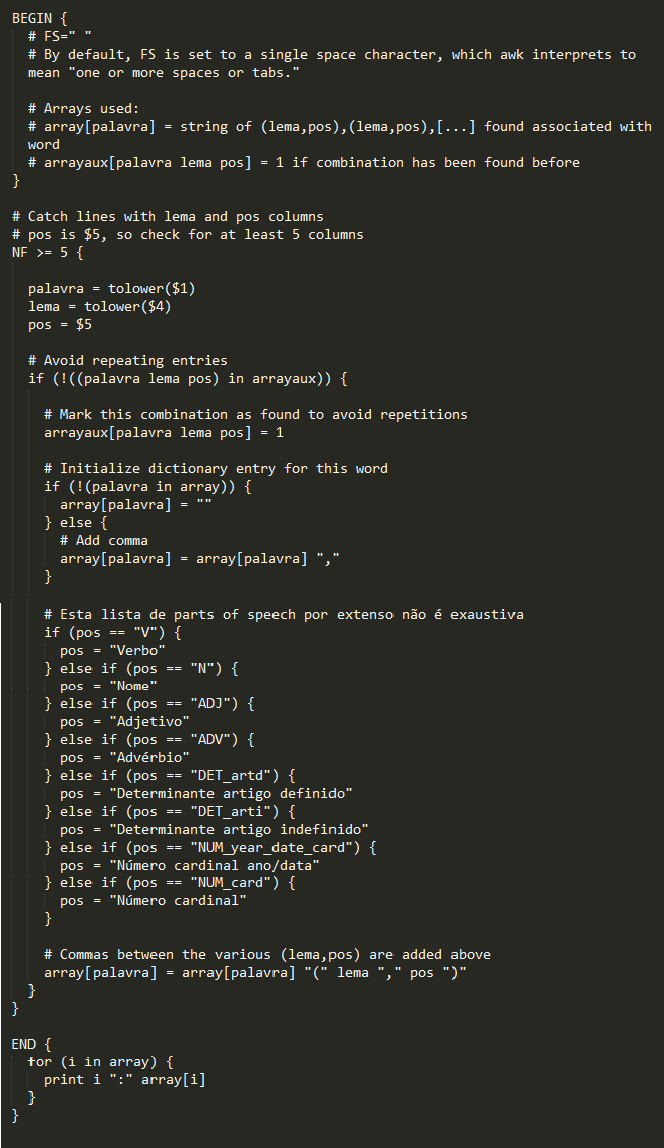 BEGIN {
# FS=" "
# By default, FS is set to a single space character, which awk interprets to
mean "one or more spaces or tabs."
# Arrays used:
# array[palavra] = string of (lema,pos),(lema,pos),[...] found associated with
word
# arrayaux[palavra lema pos] = 1 if combination has been found before
}
# Catch lines with lema and pos columns
# pos is $5, so check for at least 5 columns
NF >= 5 {
palavra = tolower($1)
lema = tolower($4)
pos = $5
# Avoid repeating entries
if (!((palavra lema pos) in arrayaux)) {
# Mark this combination as found to avoid repetitions
arrayaux[palavra lema pos] = 1
# Initialize dictionary entry for this word
if (!(palavra in array)) {
array[palavra] = ""
} else {
# Add comma
array[palavra] = array[palavra] ","
}
# Esta lista de parts of speech por extenso não é exaustiva
if (pos == "V") {
pos = "Verbo"
} else if (pos == "N") {
pos = "Nome"
} else if (pos == "ADJ") {
pos = "Adjetivo"
} else if (pos == "ADV") {
pos = "Advérbio"
} else if (pos == "DET_artd") {
pos = "Determinante artigo definido"
} else if (pos == "DET_arti") {
pos = "Determinante artigo indefinido"
} else if (pos == "NUM_year_date_card") {
pos = "Número cardinal ano/data"
} else if (pos == "NUM_card") {
pos = "Número cardinal"
}
# Commas between the various (lema,pos) are added above
array[palavra] = array[palavra] "(" lema "," pos ")"
}
}
END {
for (i in array) {
print i ":" array[i]
}
}